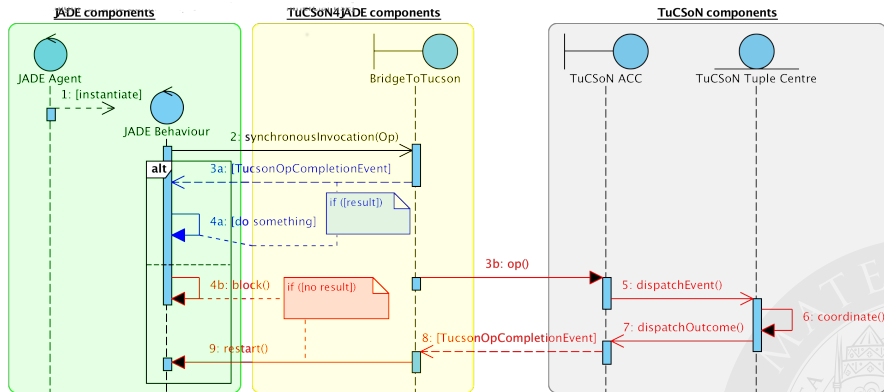 JADE components
TuCSoN4JADE components
TuCSoN components
JADE Agent
BridgeToTucson
TuCSoN ACC
TuCSoN Tuple Centre
1: [instantiate]
JADE Behaviour
2: synchronousInvocation(Op)
alt
3a: [TucsonOpCompletionEvent]
if ([result])
4a: [do something]
3b: op()
4b: block()
if ([no result])
5: dispatchEvent()
6: coordinate()
7: dispatchOutcome()
8: [TucsonOpCompletionEvent]
9: restart()
MATE